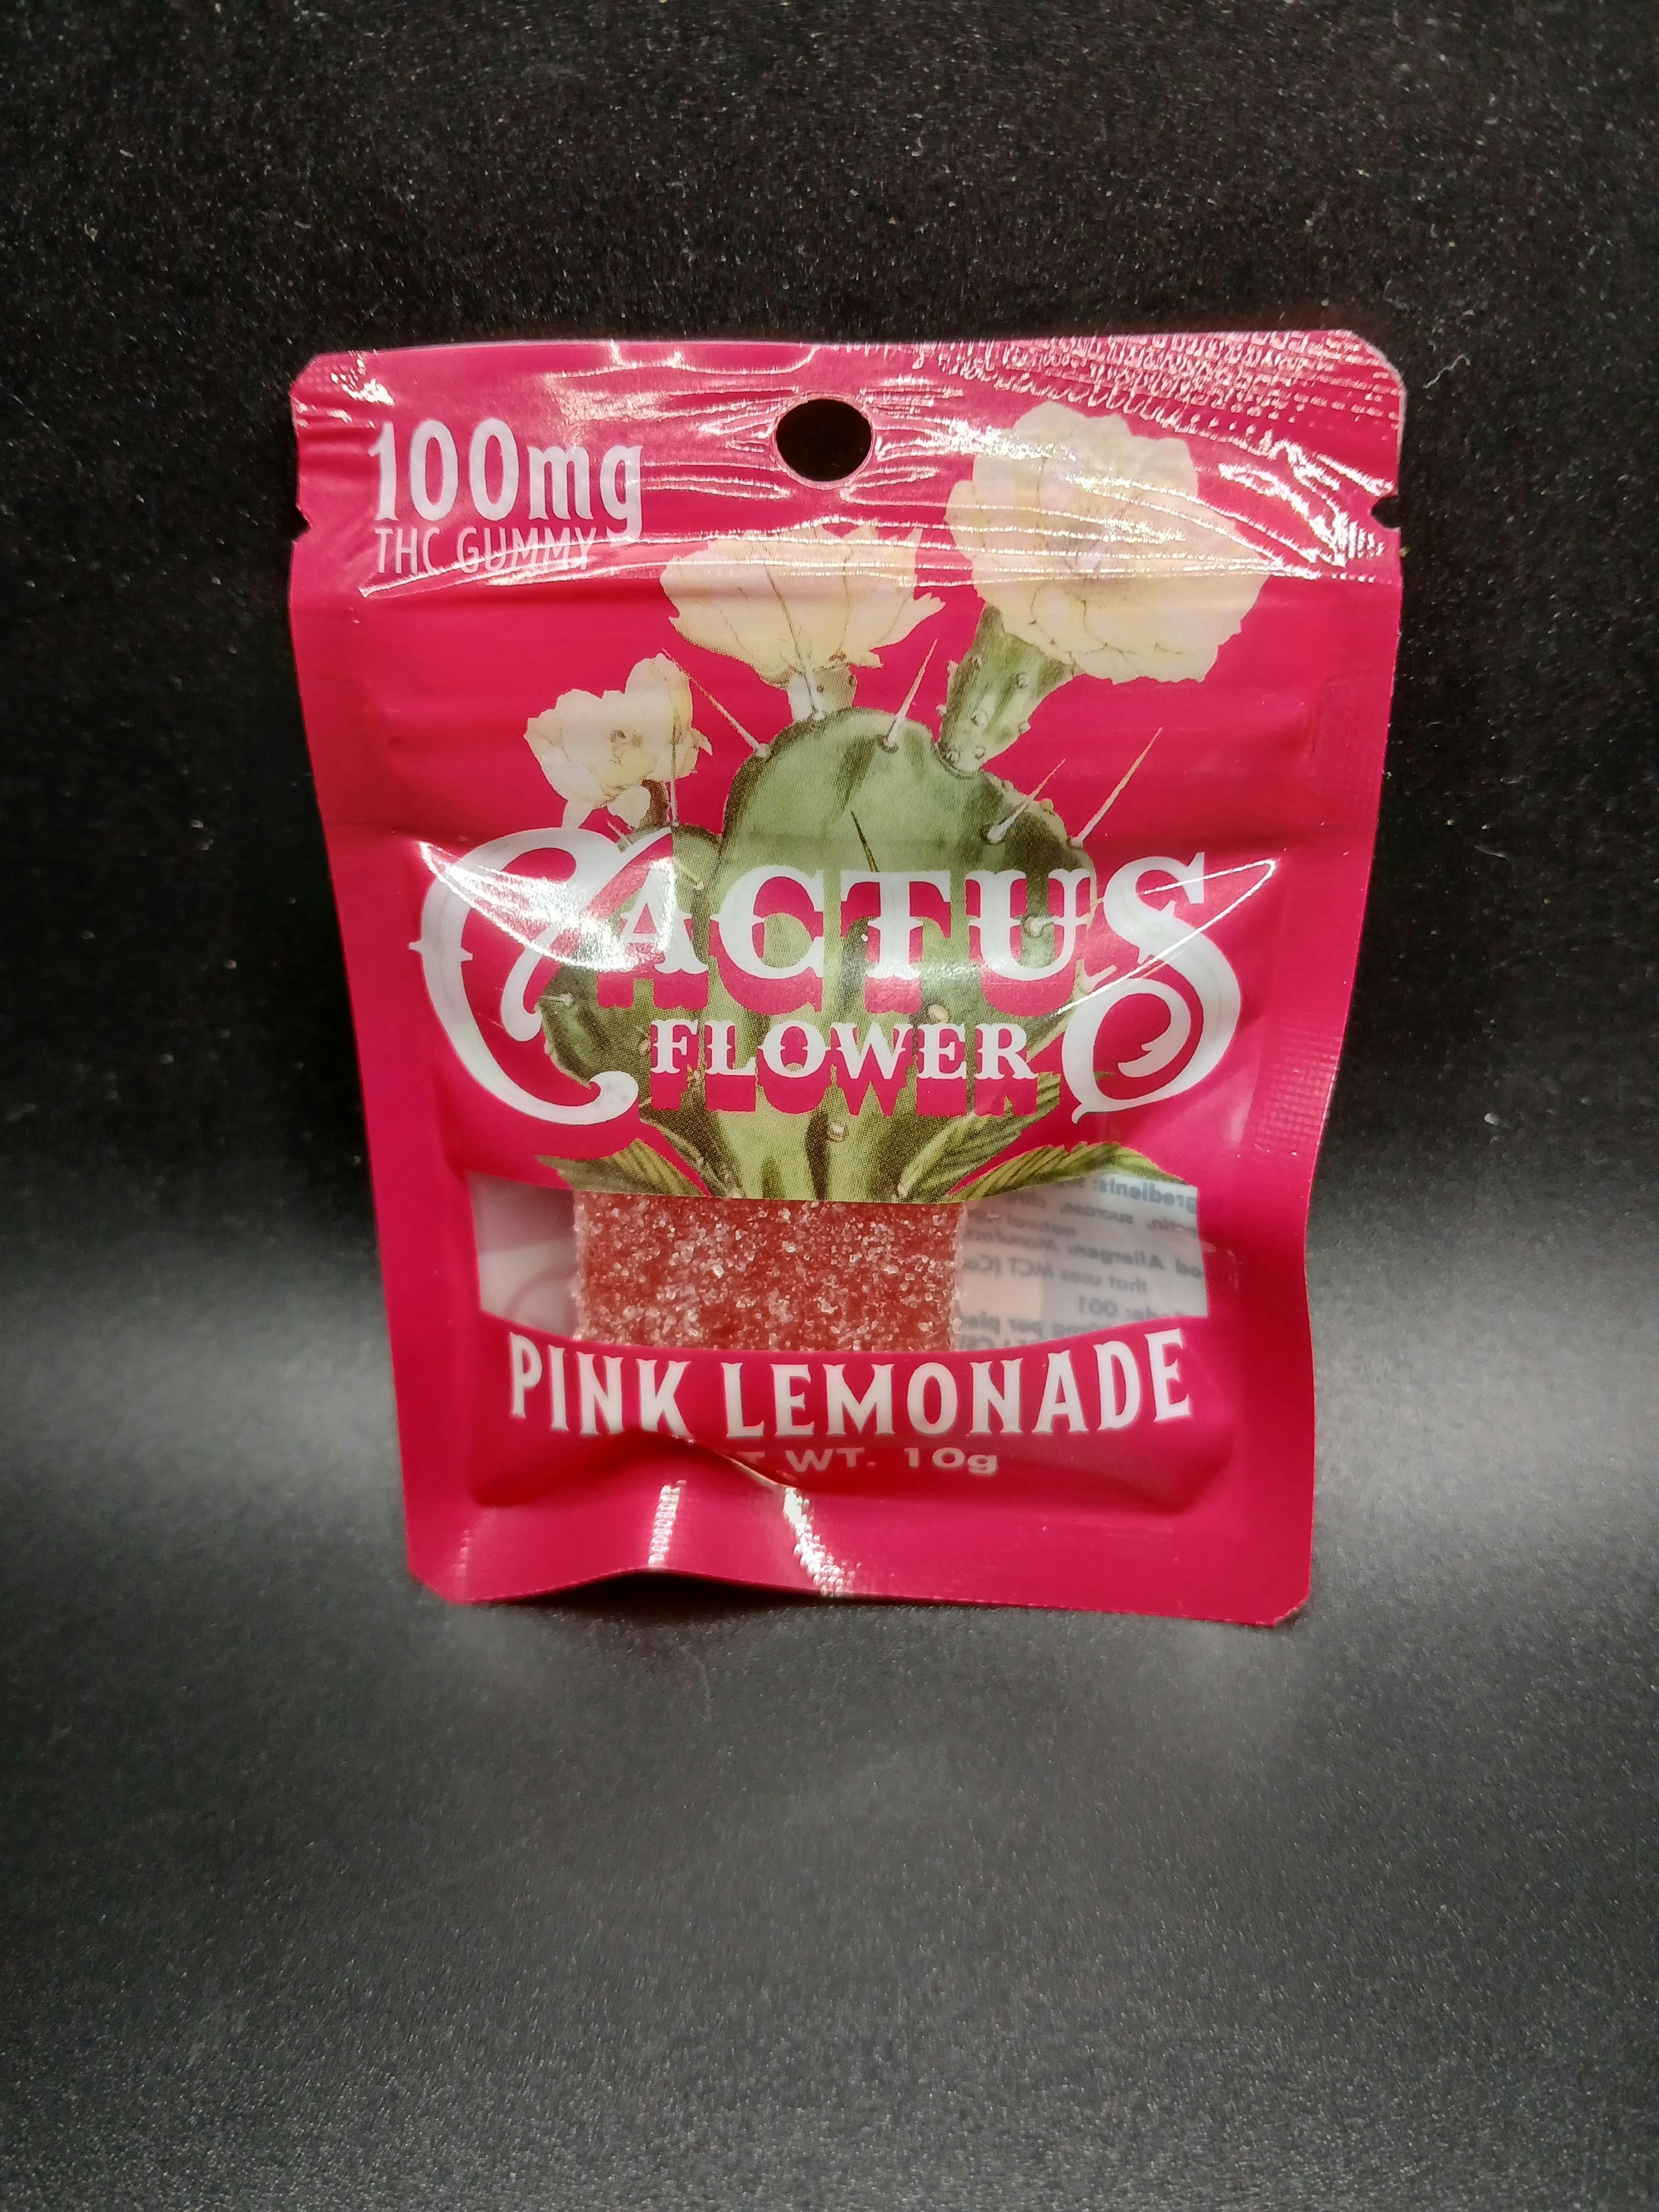 100mg
THC GUMMY
CACTUS
FLOWER
PINK LEMONADE
WT. 10g